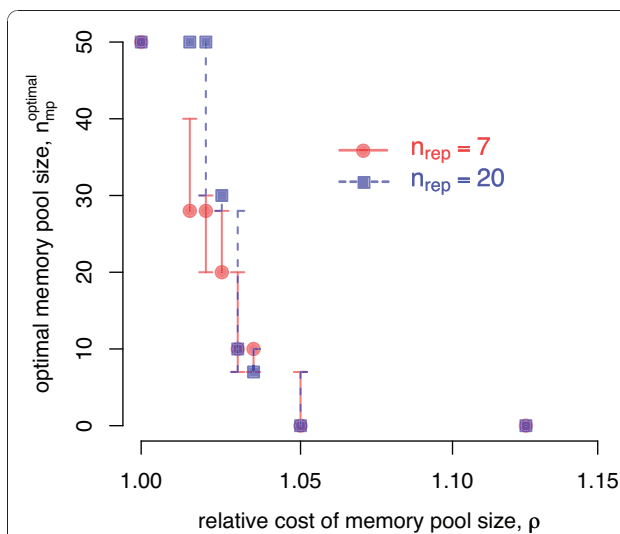 optimal memory pool size, n_mp^optimal
50
40
30
20
10
0
n_rep = 7
n_rep = 20
1.00 1.05 1.10 1.15
relative cost of memory pool size, ρ